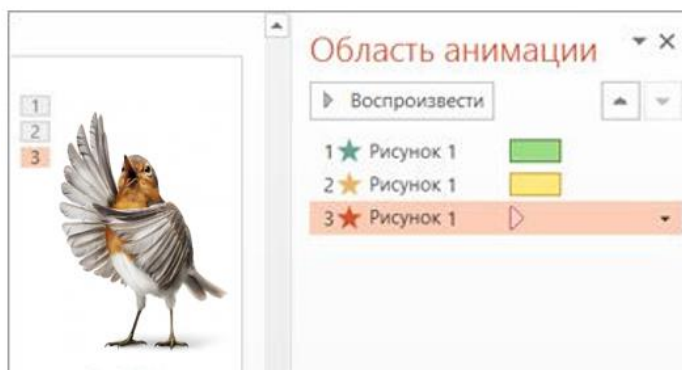 Область анимации
Воспроизвести
1
2
3
1 Рисунок 1
2 Рисунок 1
3 Рисунок 1